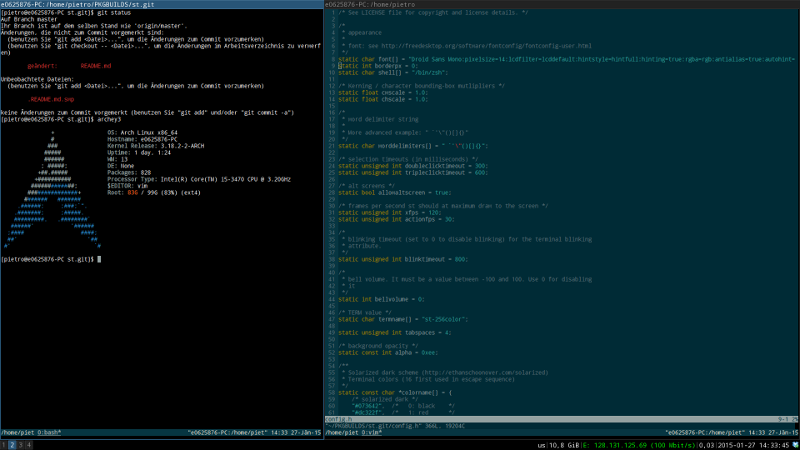 e0625876-PC:/home/pietro/PKGBUILDS/st.git
[pietro@e0625876-PC st.git]$ git status
Auf Branch master
Ihr Branch ist auf dem selben Stand wie 'origin/master'.
Änderungen, die nicht zum Commit vorgemerkt sind:
(benutzen Sie "git add <Datei>...", um die Änderungen zum Commit vorzumerken)
(benutzen Sie "git checkout -- <Datei>...", um die Änderungen im Arbeitsverzeichnis zu verwerf
en)
geändert: README.md
Unbeobachtete Dateien:
(benutzen Sie "git add <Datei>...", um die Änderungen zum Commit vorzumerken)
.README.md.swp
keine Änderungen zum Commit vorgemerkt (benutzen Sie "git add" und/oder "git commit -a")
[pietro@e0625876-PC st.git]$ archey3
OS: Arch Linux x86_64
Hostname: e0625876-PC
Kernel Release: 3.18.2-2-ARCH
Uptime: 1 day, 1:24
WM: i3
DE: None
Packages: 828
Processor Type: Intel(R) Core(TM) i5-3470 CPU @ 3.20GHz
$EDITOR: vim
Root: 83G / 99G (83%) (ext4)
[pietro@e0625876-PC st.git]$
/home/piet 0:bash* "e0625876-PC:/home/piet" 14:33 27-Jän-15
e0625876-PC:/home/pietro
1 /* See LICENSE file for copyright and license details. */
2
3 /*
4 * appearance
5 *
6 * font: see http://freedesktop.org/software/fontconfig/fontconfig-user.html
7 */
8 static char font[] = "Droid Sans Mono:pixelsize=14:lcdfilter=lcddefault:hintstyle=hintfull:hinting=true:rgba=rgb:antialias=true:autohint=
9 static int borderpx = 0;
10 static char shell[] = "/bin/zsh";
11
12 /* Kerning / character bounding-box mutlipliers */
13 static float cwscale = 1.0;
14 static float chscale = 1.0;
15
16 /*
17 * word delimiter string
18 *
19 * More advanced example: " `'\"()[]{}"
20 */
21 static char worddelimiters[] = " `'\"()[]{}";
22
23 /* selection timeouts (in milliseconds) */
24 static unsigned int doubleclicktimeout = 300;
25 static unsigned int tripleclicktimeout = 600;
26
27 /* alt screens */
28 static bool allowaltscreen = true;
29
30 /* frames per second st should at maximum draw to the screen */
31 static unsigned int xfps = 120;
32 static unsigned int actionfps = 30;
33
34 /*
35 * blinking timeout (set to 0 to disable blinking) for the terminal blinking
36 * attribute.
37 */
38 static unsigned int blinktimeout = 800;
39
40 /*
41 * bell volume. It must be a value between -100 and 100. Use 0 for disabling
42 * it
43 */
44 static int bellvolume = 0;
45
46 /* TERM value */
47 static char termname[] = "st-256color";
48
49 static unsigned int tabspaces = 4;
50
51 /* background opacity */
52 static const int alpha = 0xee;
53
54 /**
55 * Solarized dark scheme (http://ethanschoonover.com/solarized)
56 * Terminal colors (16 first used in escape sequence)
57 */
58 static const char *colorname[] = {
59 /* solarized dark */
60 "#073642", /* 0: black */
61 "#dc322f", /* 1: red */
config.h 9-1
"~/PKGBUILDS/st.git/config.h" 366L, 19204C
/home/piet 0:vim* "e0625876-PC:/home/piet" 14:33 27-Jän-15
1 2 3 4
us|10.8 GiB|E: 128.131.125.69 (100 Mbit/s)|0,03|2015-01-27 14:33:45